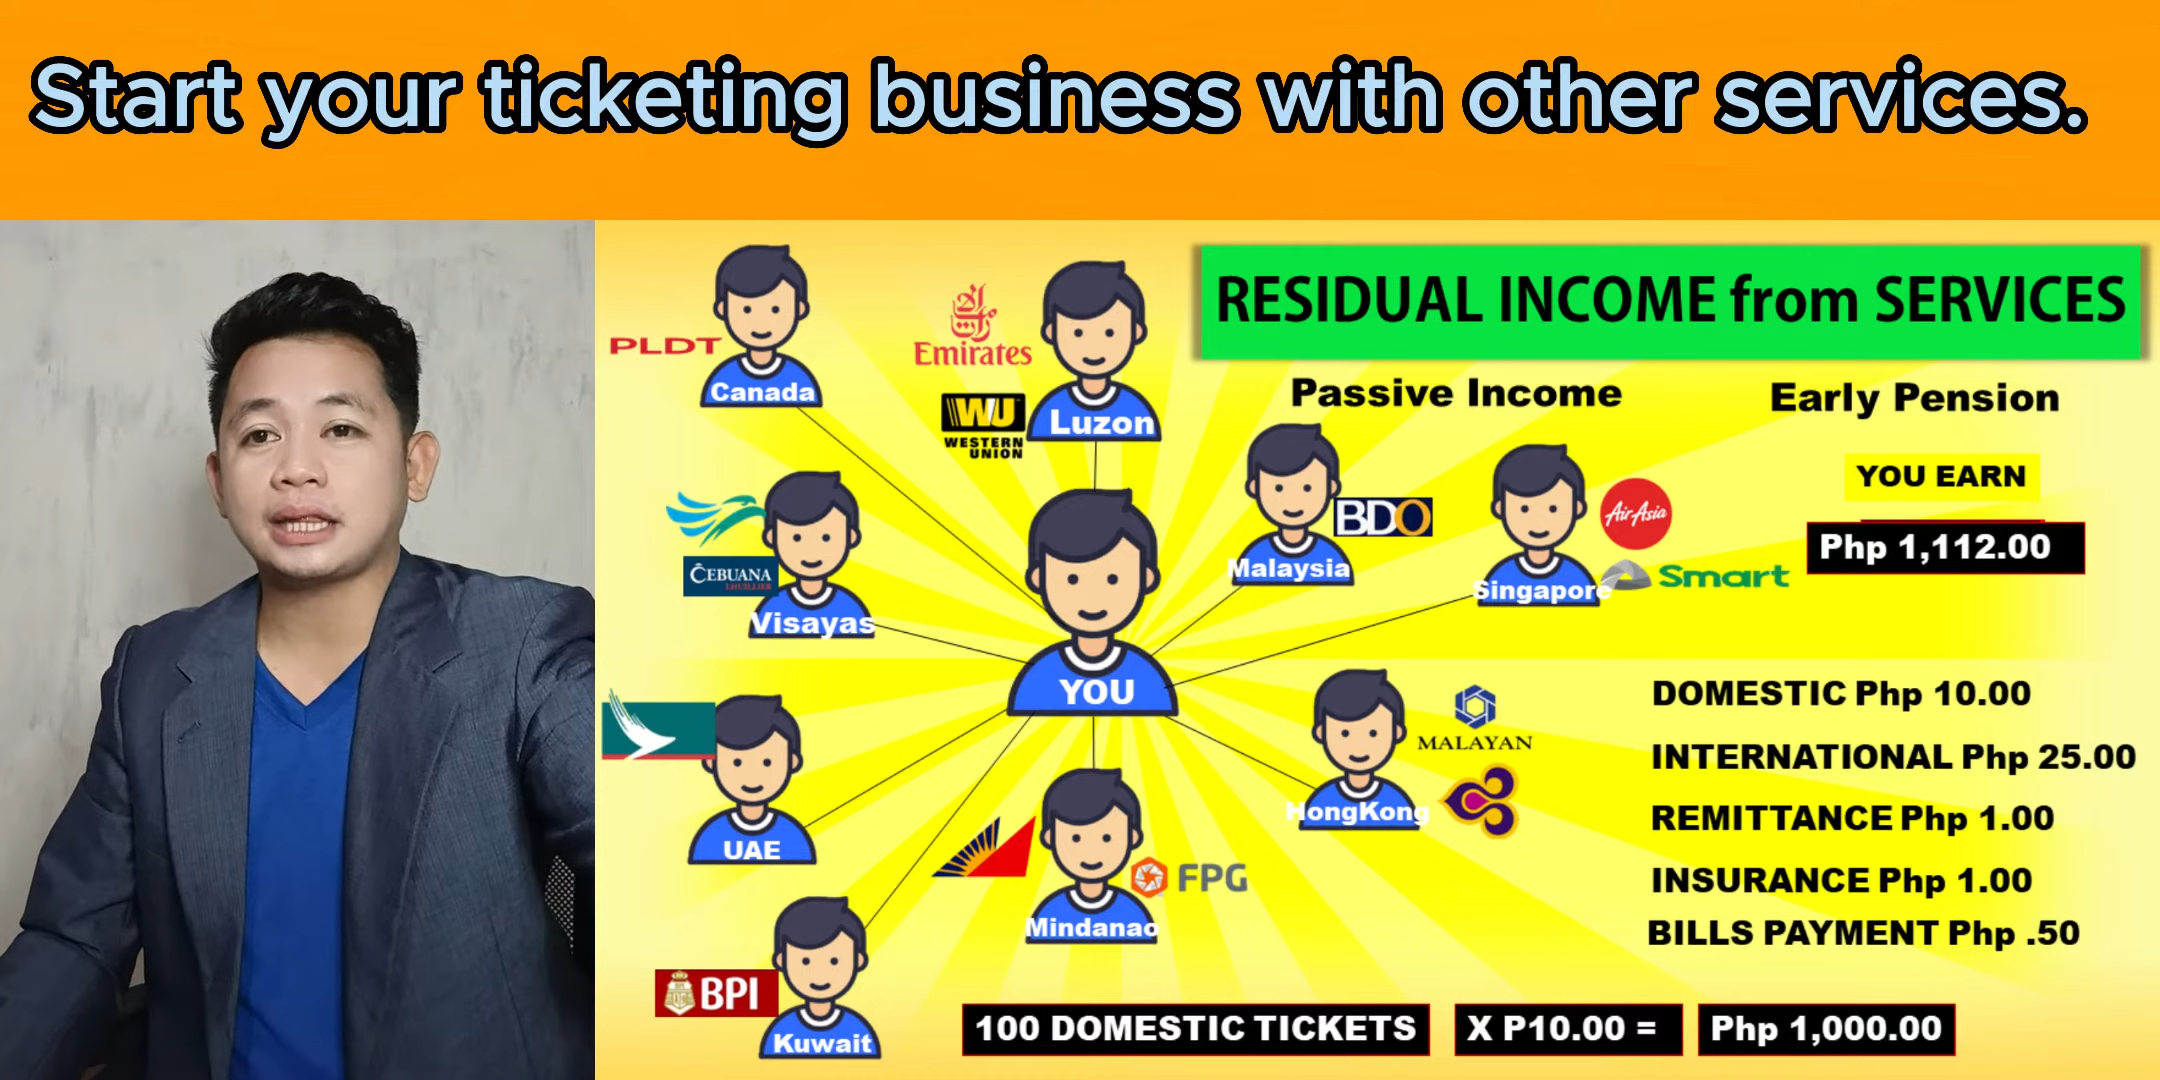 Start your ticketing business with other services.
RESIDUAL INCOME from SERVICES
Passive Income
Early Pension
YOU EARN
Php 1,112.00
PLDT
Canada
Emirates
WU
WESTERN
UNION
Luzon
CEBUANA
LHUILLIER
Visayas
BDO
Malaysia
AirAsia
Smart
Singapore
YOU
UAE
MALAYAN
HongKong
FPG
Mindanao
BPI
Kuwait
DOMESTIC Php 10.00
INTERNATIONAL Php 25.00
REMITTANCE Php 1.00
INSURANCE Php 1.00
BILLS PAYMENT Php .50
100 DOMESTIC TICKETS X P10.00 = Php 1,000.00